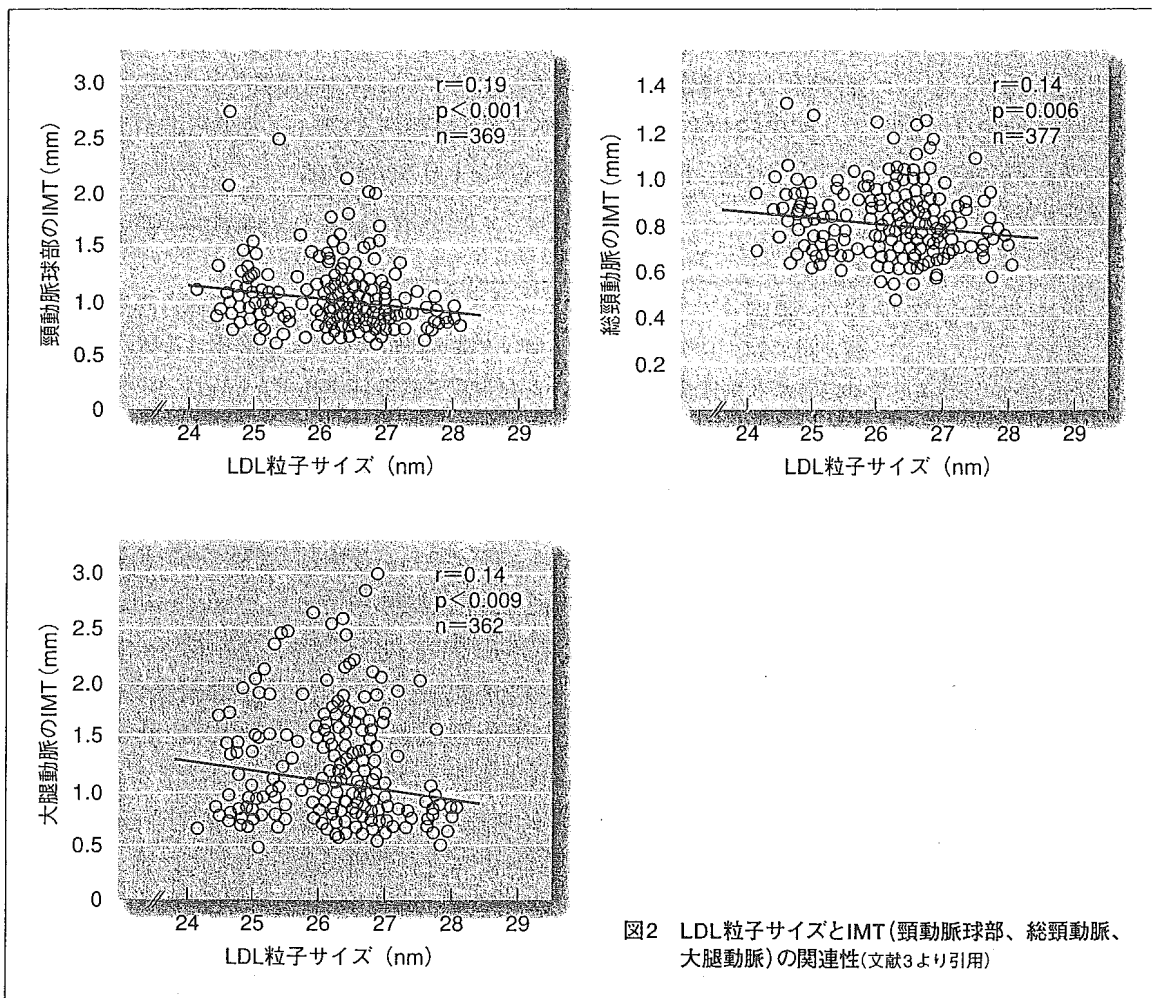 頸動脈球部のIMT(mm)
3.0
2.5
2.0
1.5
1.0
0.5
0
r=0.19
p<0.001
n=369
24 25 26 27 28 29
LDL粒子サイズ (nm)
総頸動脈のIMT(mm)
1.4
1.2
1.0
0.8
0.6
0.4
0.2
r=0.14
p=0.006
n=377
24 25 26 27 28 29
LDL粒子サイズ (nm)
大腿動脈のIMT(mm)
3.0
2.5
2.0
1.5
1.0
0.5
0
r=0.14
p<0.009
n=362
24 25 26 27 28 29
LDL粒子サイズ (nm)
図2 LDL粒子サイズとIMT(頸動脈球部、総頸動脈、
大腿動脈)の関連性(文献3より引用)